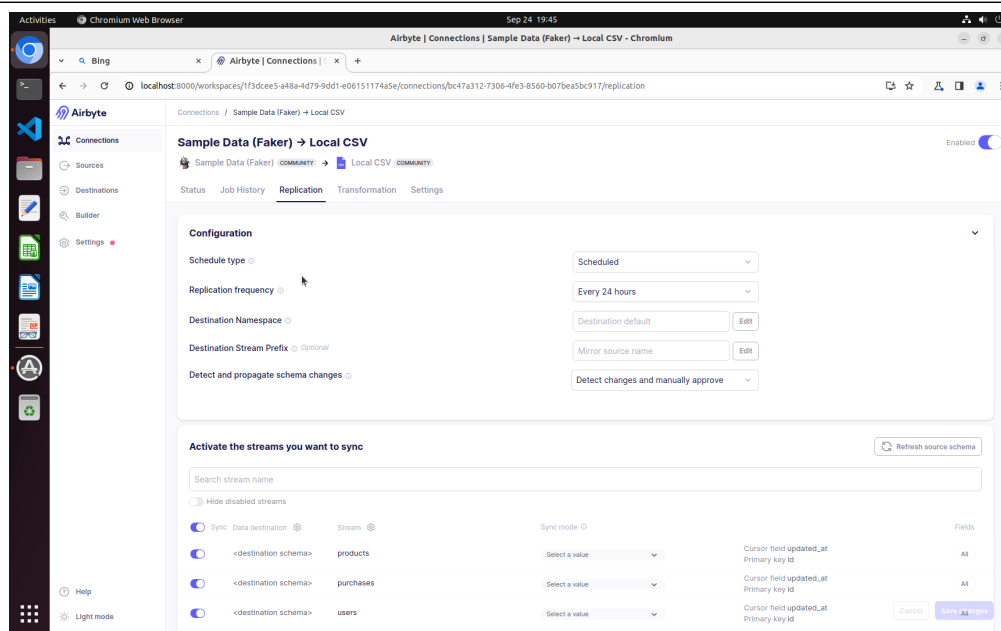 Activities Chromium Web Browser Sep 24 19:45
Airbyte | Connections | Sample Data (Faker) → Local CSV - Chromium
Bing × Airbyte | Connections | S × +
localhost:8000/workspaces/1f3dcee5-a48a-4d79-9dd1-e06151174a5e/connections/bc47a312-7306-4fe3-8560-b07bea5bc917/replication
Airbyte
Connections
Sources
Destinations
Builder
Settings
Help
Light mode
Connections / Sample Data (Faker) → Local CSV
Sample Data (Faker) → Local CSV
Enabled
Sample Data (Faker) COMMUNITY → Local CSV COMMUNITY
Status Job History Replication Transformation Settings
Configuration
Schedule type Scheduled
Replication frequency Every 24 hours
Destination Namespace Destination default Edit
Destination Stream Prefix Optional Mirror source name Edit
Detect and propagate schema changes Detect changes and manually approve
Activate the streams you want to sync Refresh source schema
Search stream name
Hide disabled streams
Sync Data destination Stream Sync mode Fields
<destination schema> products Select a value Cursor field updated_at All
Primary key id
<destination schema> purchases Select a value Cursor field updated_at All
Primary key id
<destination schema> users Select a value Cursor field updated_at All
Primary key id
Cancel Save changes